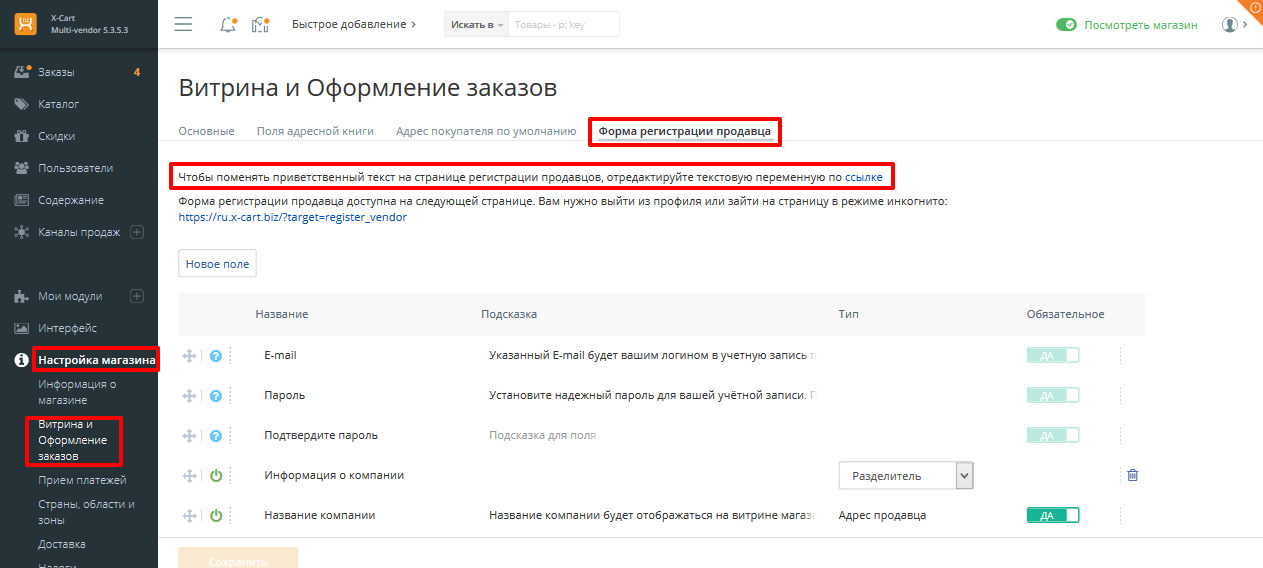 X-Cart
Multi-vendor 5.3.5.3
Быстрое добавление
Искать в
Товары - p: key
Посмотреть магазин
Заказы 4
Каталог
Скидки
Пользователи
Содержание
Каналы продаж
Мои модули
Интерфейс
Настройка магазина
Информация о
магазине
Витрина и
Оформление
заказов
Прием платежей
Страны, области и
зоны
Доставка
Налоги
Витрина и Оформление заказов
Основные
Поля адресной книги
Адрес покупателя по умолчанию
Форма регистрации продавца
Чтобы поменять приветственный текст на странице регистрации продавцов, отредактируйте текстовую переменную по ссылке
Форма регистрации продавца доступна на следующей странице. Вам нужно выйти из профиля или зайти на страницу в режиме инкогнито:
https://ru.x-cart.biz/?target=register_vendor
Новое поле
Название Подсказка Тип Обязательное
E-mail Указанный E-mail будет вашим логином в учетную запись ДА
Пароль Установите надежный пароль для вашей учётной записи. ДА
Подтвердите пароль Подсказка для поля ДА
Информация о компании Разделитель
Название компании Название компании будет отображаться на витрине Адрес продавца ДА
Сохранить